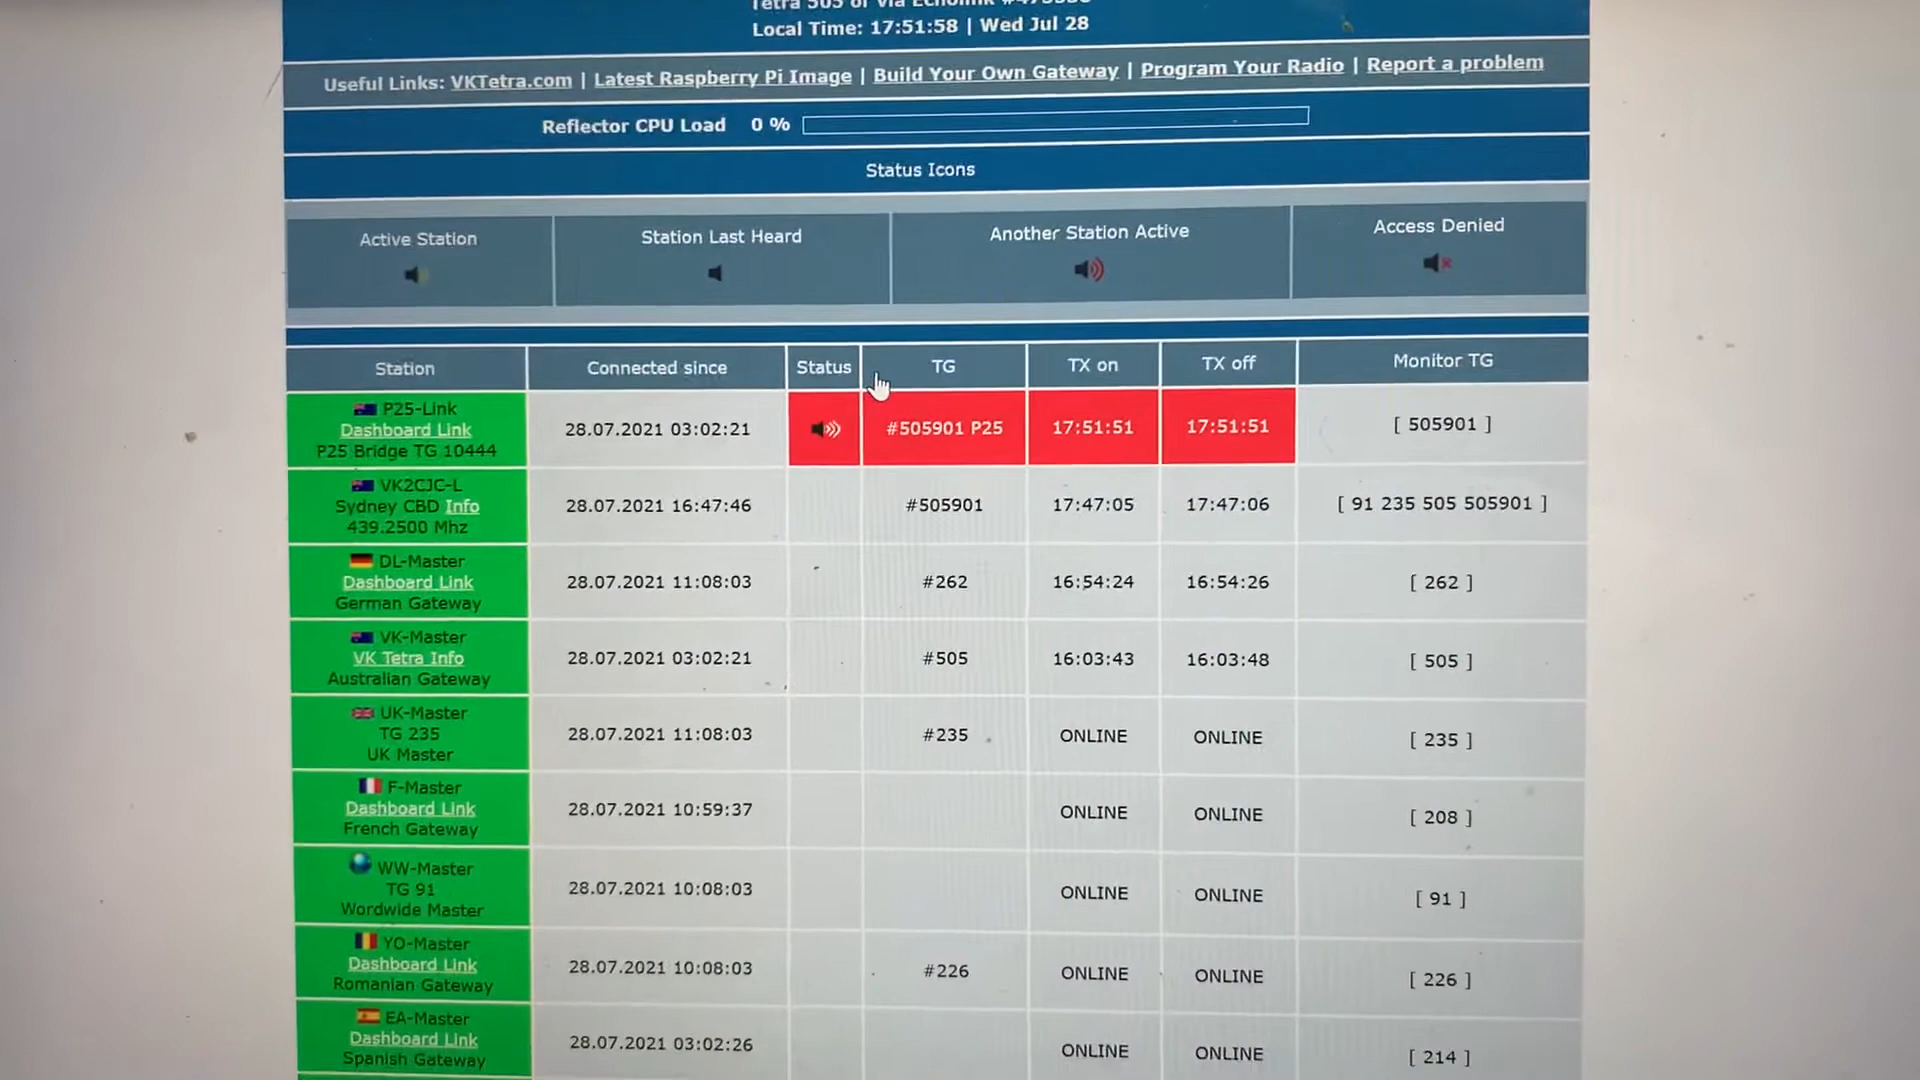 Tetra 505 or via Echolink
Local Time: 17:51:58 | Wed Jul 28
Useful Links: VKTetra.com | Latest Raspberry Pi Image | Build Your Own Gateway | Program Your Radio | Report a problem
Reflector CPU Load 0 %
Status Icons
Active Station Station Last Heard Another Station Active Access Denied
Station Connected since Status TG TX on TX off Monitor TG
P25-Link
Dashboard Link
P25 Bridge TG 10444
28.07.2021 03:02:21 #505901 P25 17:51:51 17:51:51 [ 505901 ]
VK2CJC-L
Sydney CBD Info
439.2500 Mhz
28.07.2021 16:47:46 #505901 17:47:05 17:47:06 [ 91 235 505 505901 ]
DL-Master
Dashboard Link
German Gateway
28.07.2021 11:08:03 #262 16:54:24 16:54:26 [ 262 ]
VK-Master
VK Tetra Info
Australian Gateway
28.07.2021 03:02:21 #505 16:03:43 16:03:48 [ 505 ]
UK-Master
TG 235
UK Master
28.07.2021 11:08:03 #235 ONLINE ONLINE [ 235 ]
F-Master
Dashboard Link
French Gateway
28.07.2021 10:59:37 ONLINE ONLINE [ 208 ]
WW-Master
TG 91
Wordwide Master
28.07.2021 10:08:03 ONLINE ONLINE [ 91 ]
YO-Master
Dashboard Link
Romanian Gateway
28.07.2021 10:08:03 #226 ONLINE ONLINE [ 226 ]
EA-Master
Dashboard Link
Spanish Gateway
28.07.2021 03:02:26 ONLINE ONLINE [ 214 ]